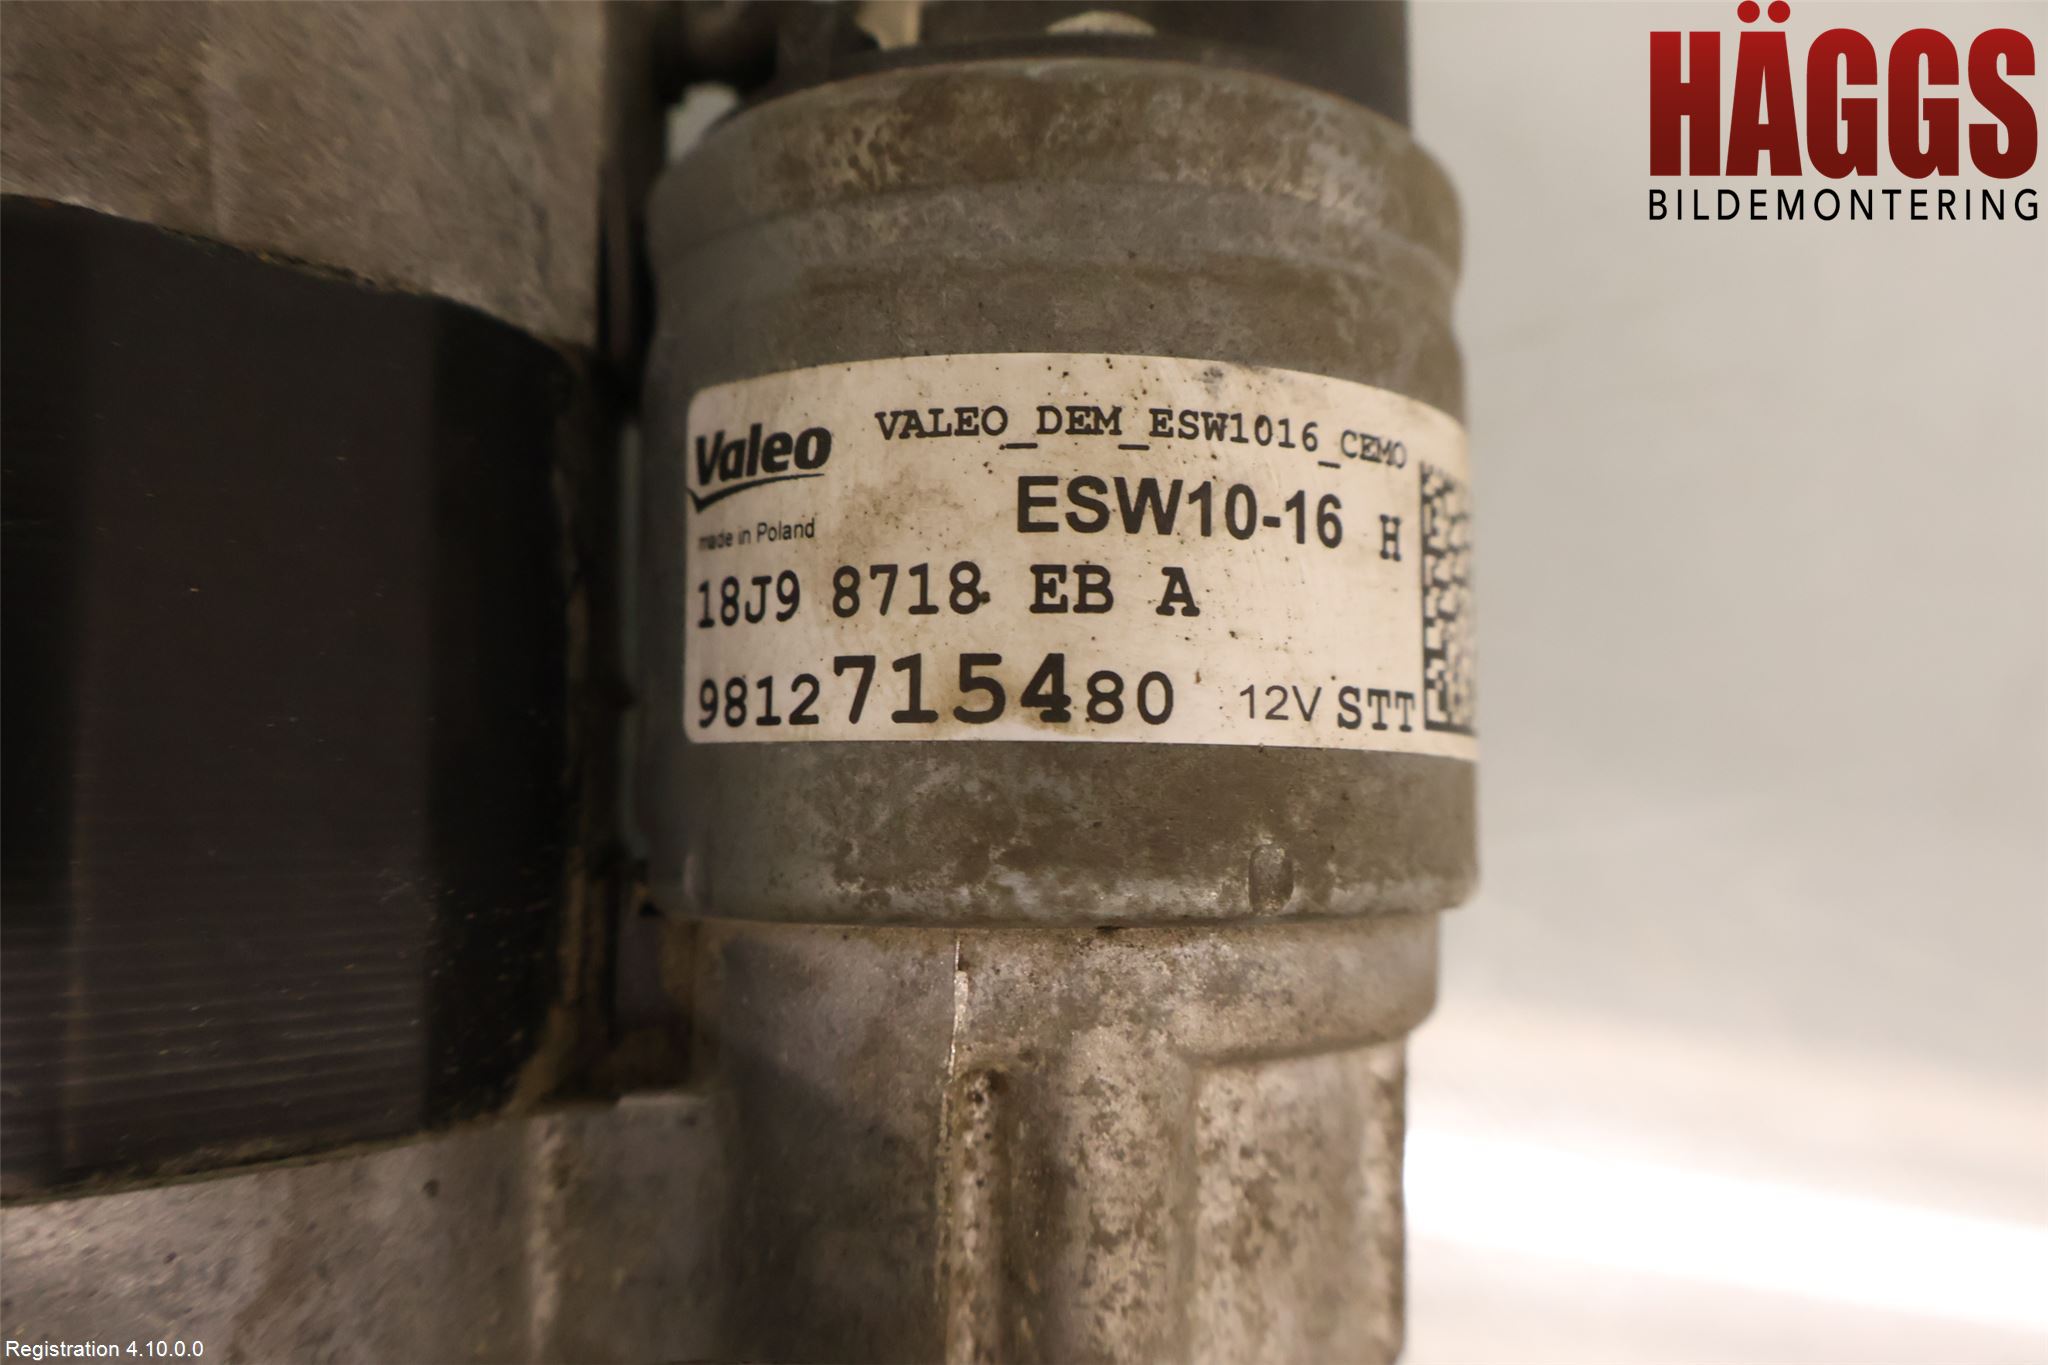 HÄGGS
BILDEMONTERING
Valeo
VALEO_DEM_ESW1016_CEMO
made in Poland
ESW10-16 H
18J9 8718 EB A
9812715480 12V STT
Registration 4.10.0.0